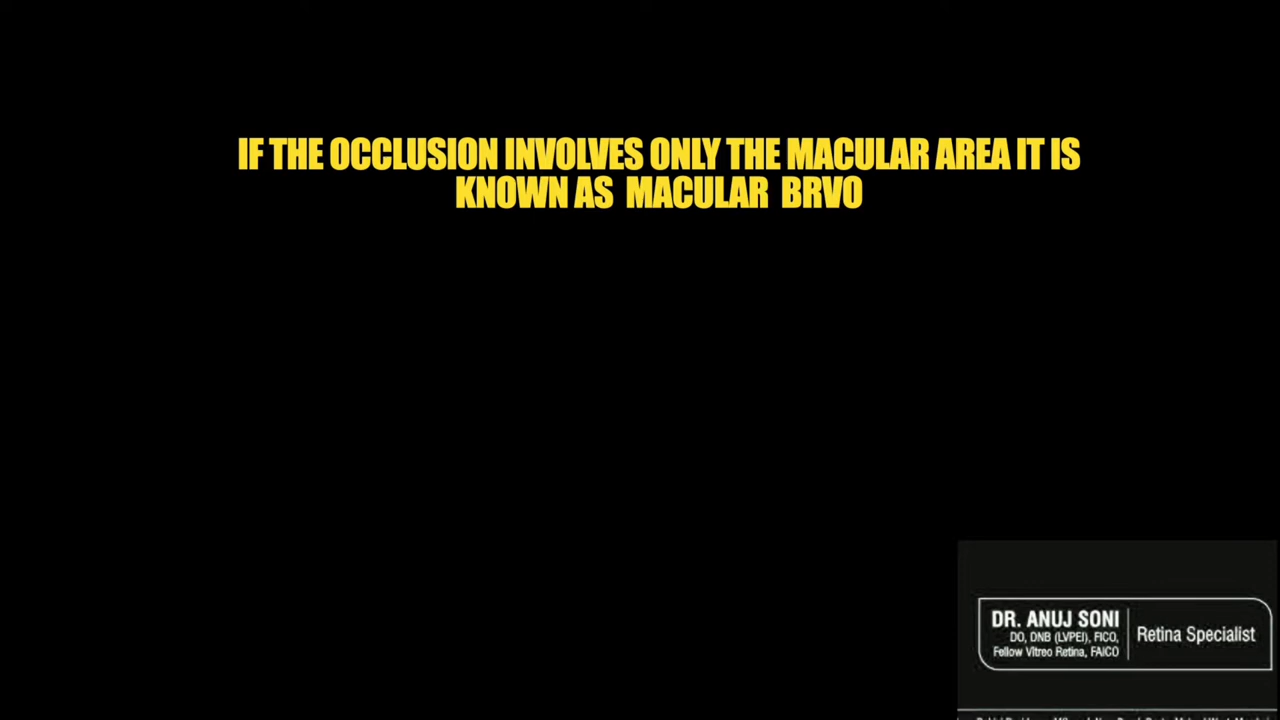 IF THE OCCLUSION INVOLVES ONLY THE MACULAR AREA IT IS
KNOWN AS MACULAR BRVO
DR. ANUJ SONI
DO, DNB (LVPEI), FICO,
Fellow Vitreo Retina, FAICO
Retina Specialist